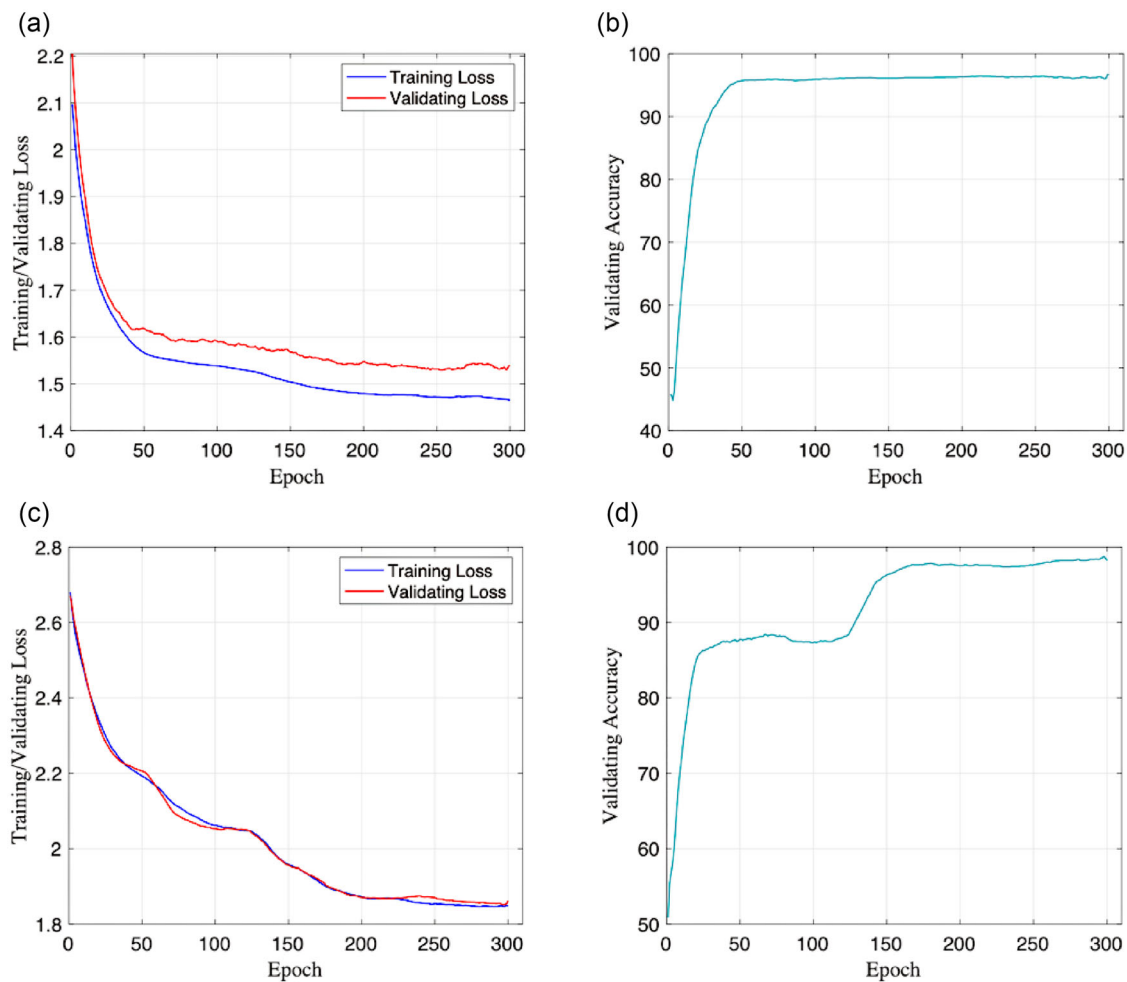 (a)
2.2
2.1
2
1.9
1.8
1.7
1.6
1.5
1.4
0 50 100 150 200 250 300
Training/Validating Loss
Epoch
Training Loss
Validating Loss
(b)
100
90
80
70
60
50
40
0 50 100 150 200 250 300
Validating Accuracy
Epoch
(c)
2.8
2.6
2.4
2.2
2
1.8
0 50 100 150 200 250 300
Training/Validating Loss
Epoch
Training Loss
Validating Loss
(d)
100
90
80
70
60
50
0 50 100 150 200 250 300
Validating Accuracy
Epoch